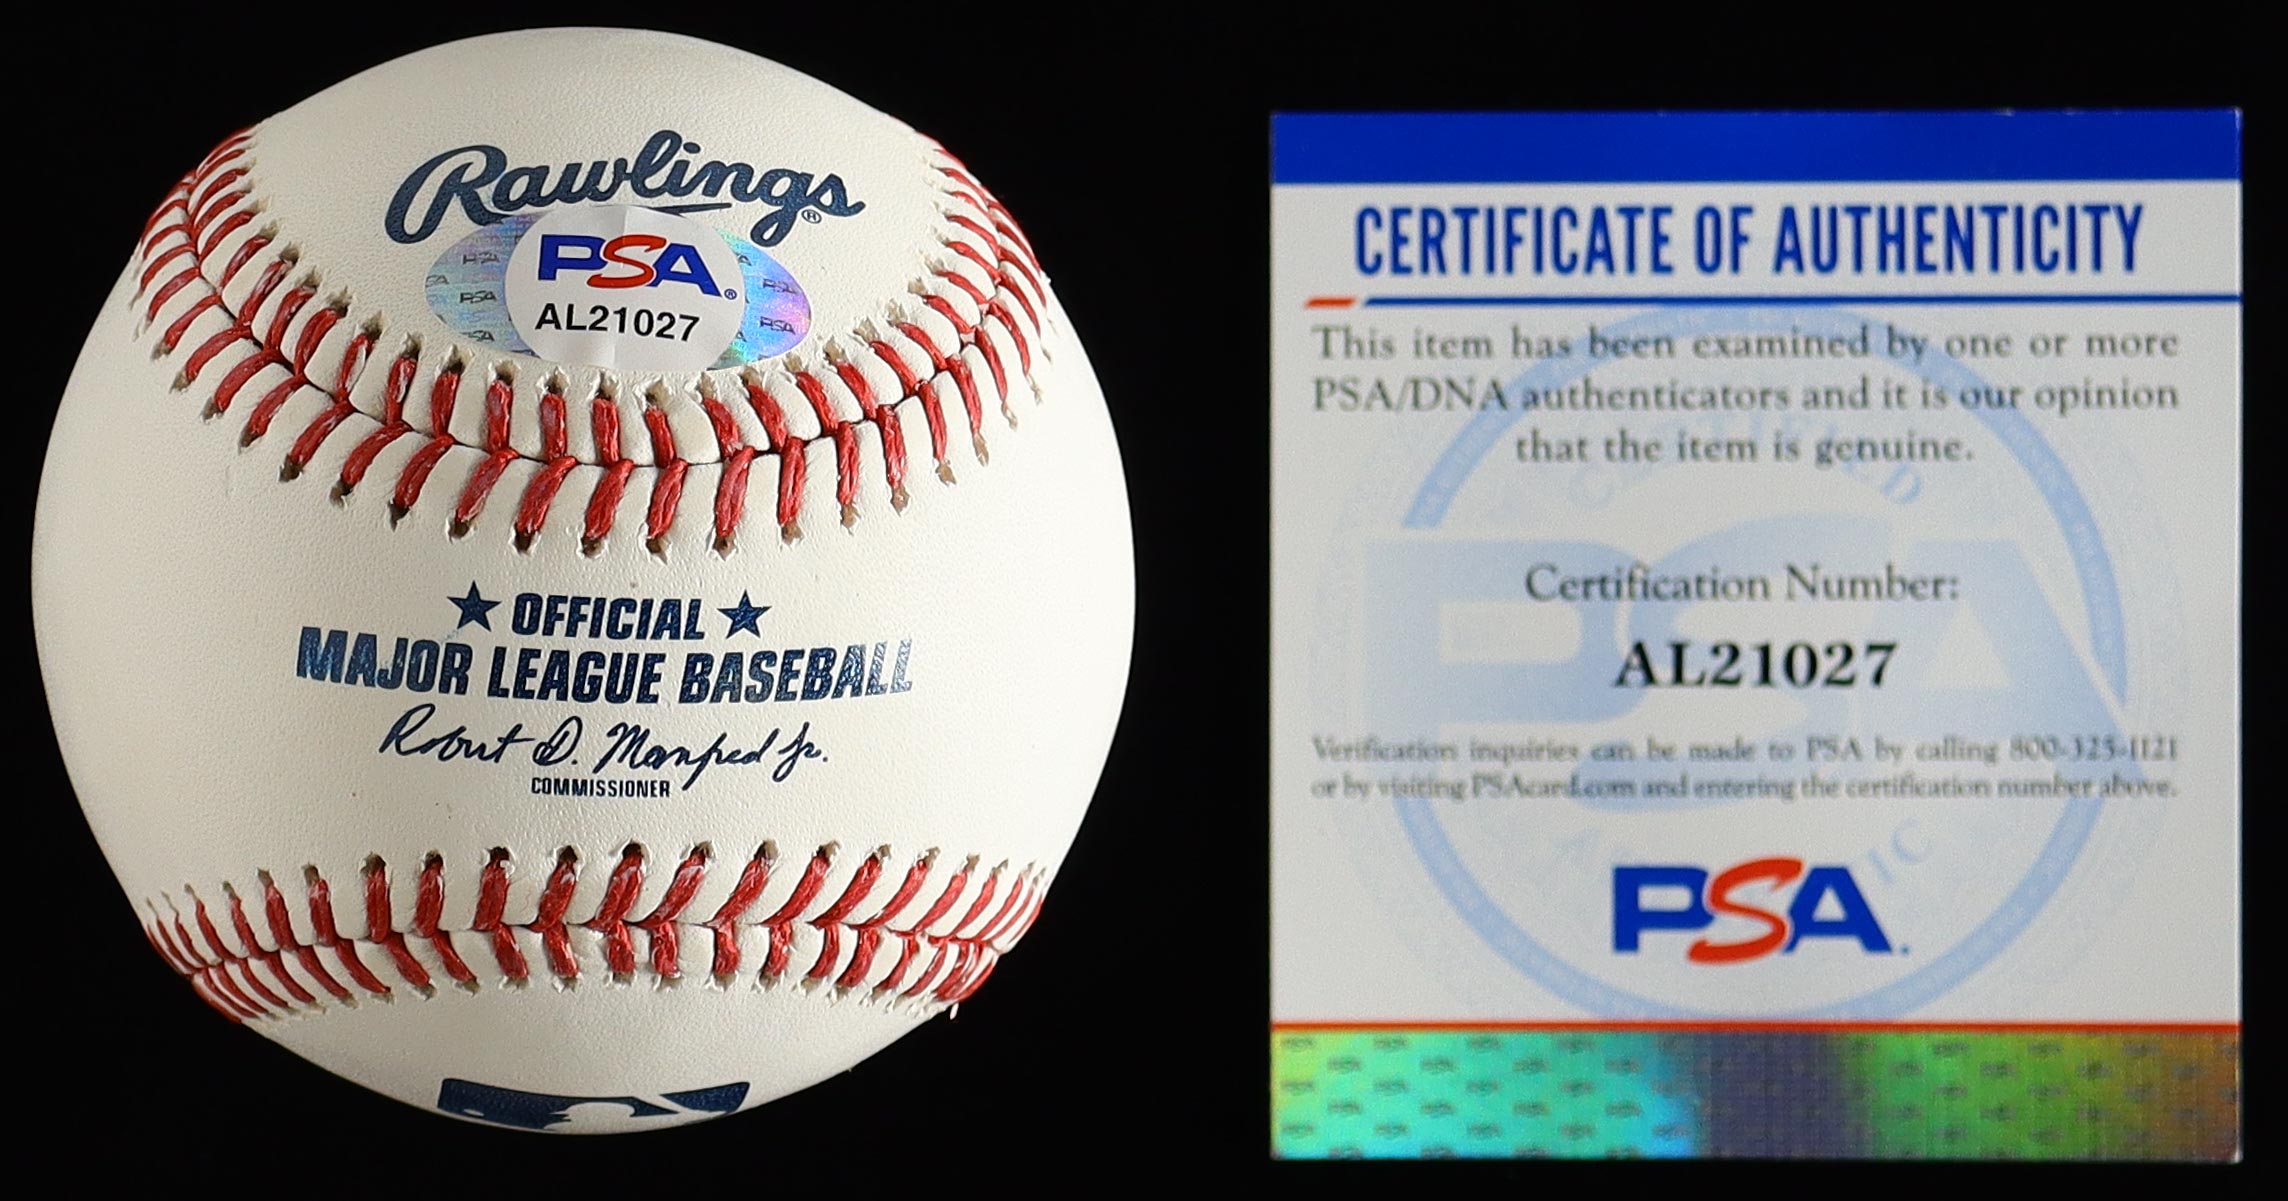 Rawlings®
PSA®
AL21027
★ OFFICIAL ★
MAJOR LEAGUE BASEBALL
Robert D. Manfred Jr.
COMMISSIONER
CERTIFICATE OF AUTHENTICITY
This item has been examined by one or more
PSA/DNA authenticators and it is our opinion
that the item is genuine.
Certification Number:
AL21027
Verification inquiries can be made to PSA by calling 800-325-1121
or by visiting PSAcard.com and entering the certification number above.
PSA.